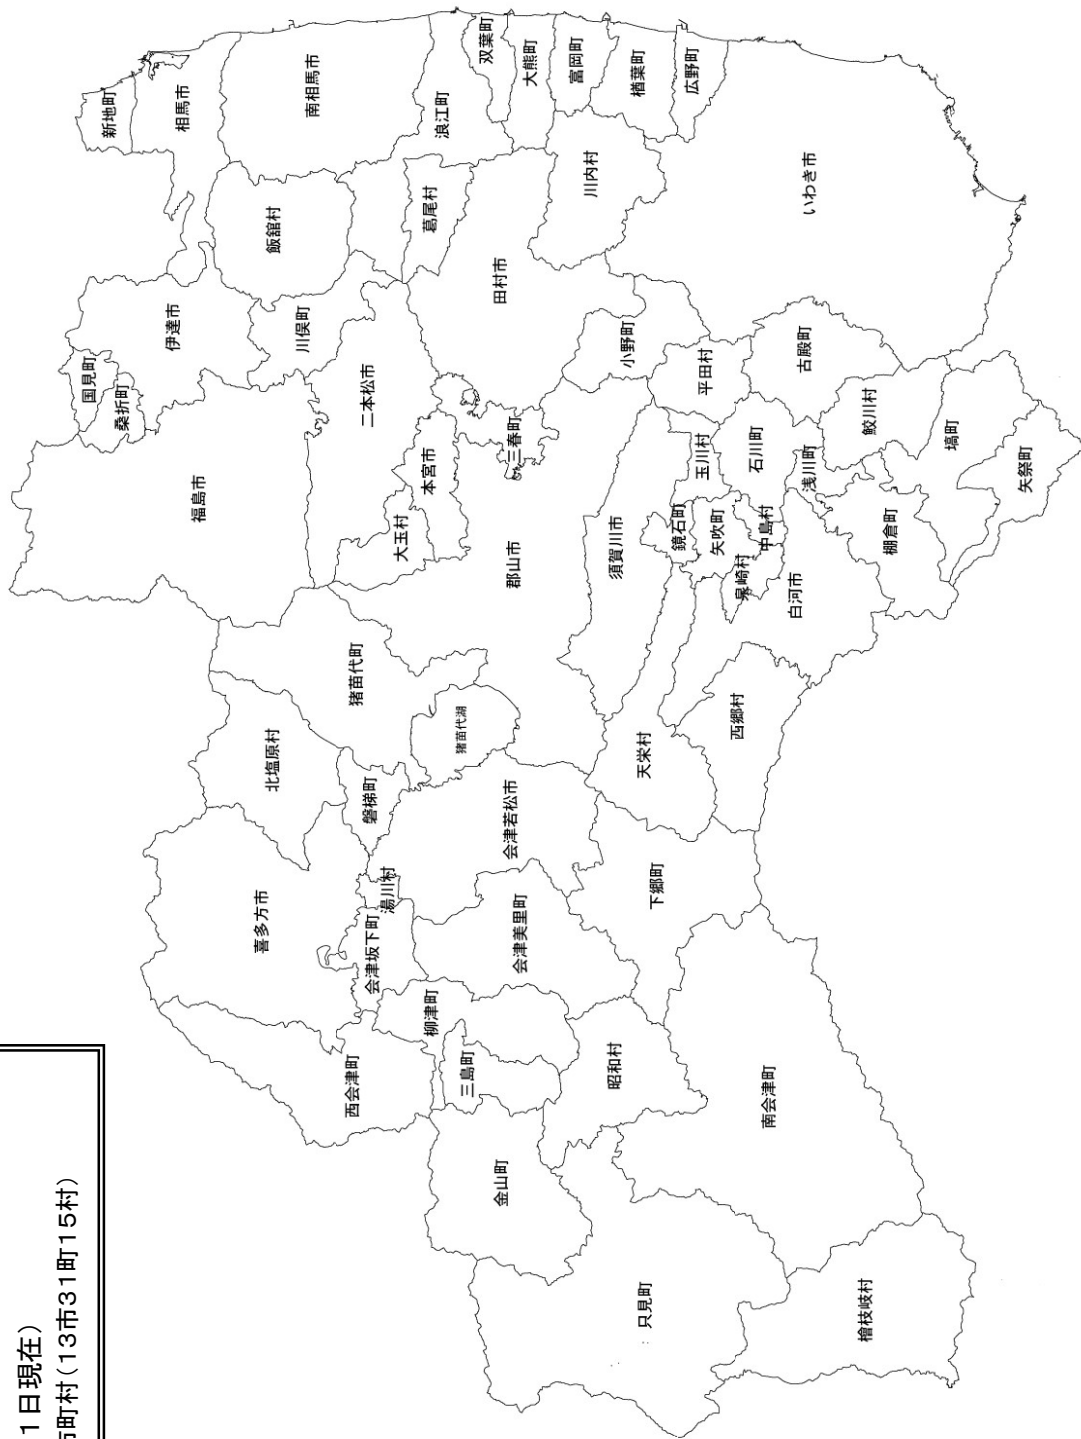 1日現在）
町村（13市31町15村）
新地町
相馬市
南相馬市
浪江町
双葉町
大熊町
富岡町
楢葉町
広野町
飯舘村
葛尾村
川内村
いわき市
国見町
桑折町
伊達市
川俣町
田村市
小野町
平田村
古殿町
福島市
二本松市
大玉村
本宮市
三春町
郡山市
須賀川市
鏡石町
玉川村
矢吹町
石川町
泉崎村
中島村
浅川町
白河市
鮫川村
棚倉町
塙町
矢祭町
猪苗代町
猪苗代湖
北塩原村
磐梯町
会津若松市
天栄村
西郷村
喜多方市
湯川村
会津坂下町
会津美里町
下郷町
西会津町
柳津町
三島町
昭和村
南会津町
金山町
只見町
檜枝岐村